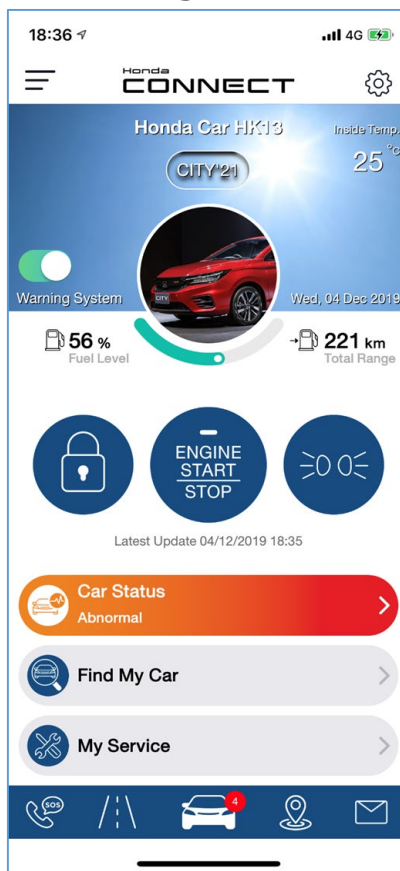 18:36
4G
Honda
CONNECT
Honda Car HK13
Inside Temp.
CITY'21
25 °C
Warning System
Wed, 04 Dec 2019
56 %
Fuel Level
221 km
Total Range
CITY
ENGINE
START
STOP
Latest Update 04/12/2019 18:35
Car Status
Abnormal
Find My Car
My Service
SOS
4